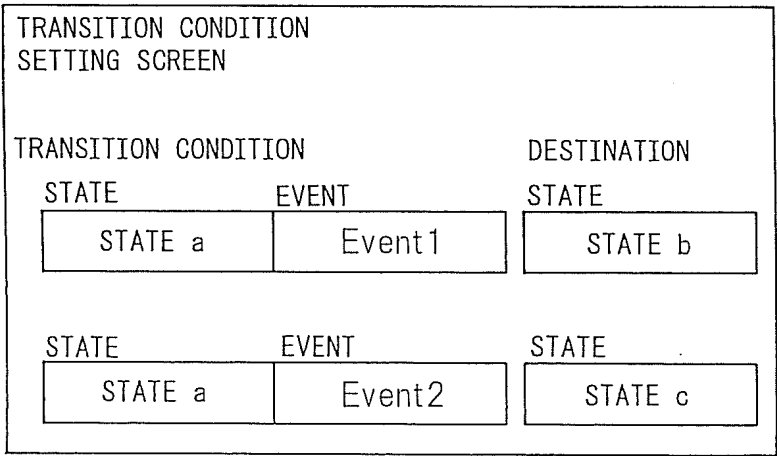 TRANSITION CONDITION
SETTING SCREEN
TRANSITION CONDITION DESTINATION
STATE EVENT STATE
STATE a Event1 STATE b
STATE EVENT STATE
STATE a Event2 STATE c